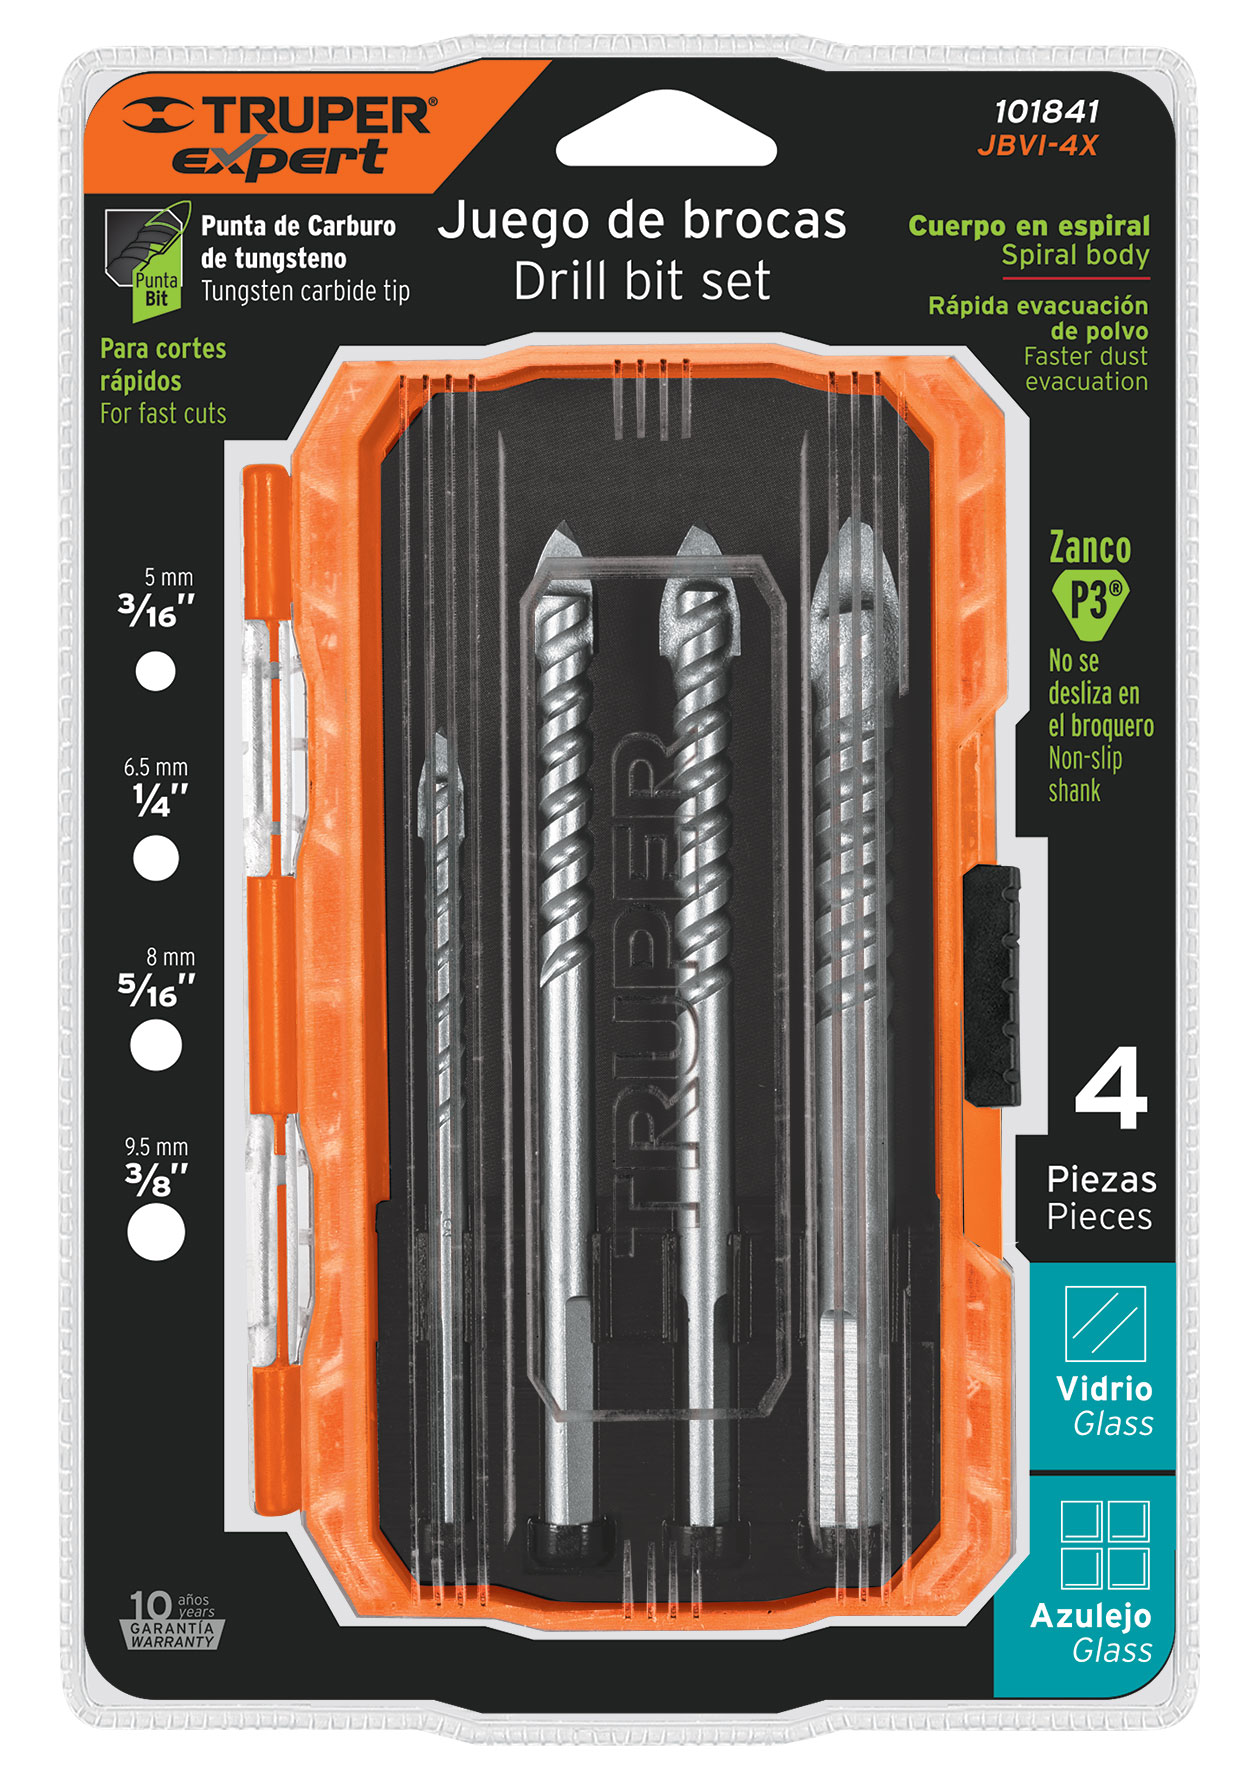 TRUPER®
expert
101841
JBVI-4X
Punta
Bit
Punta de Carburo
de tungsteno
Tungsten carbide tip
Para cortes
rápidos
For fast cuts
Juego de brocas
Drill bit set
Cuerpo en espiral
Spiral body
Rápida evacuación
de polvo
Faster dust
evacuation
5 mm
3/16"
6.5 mm
1/4"
8 mm
5/16"
9.5 mm
3/8"
TRUPER
Zanco
P3®
No se
desliza en
el broquero
Non-slip
shank
4
Piezas
Pieces
Vidrio
Glass
Azulejo
Glass
10 años
years
GARANTÍA
WARRANTY